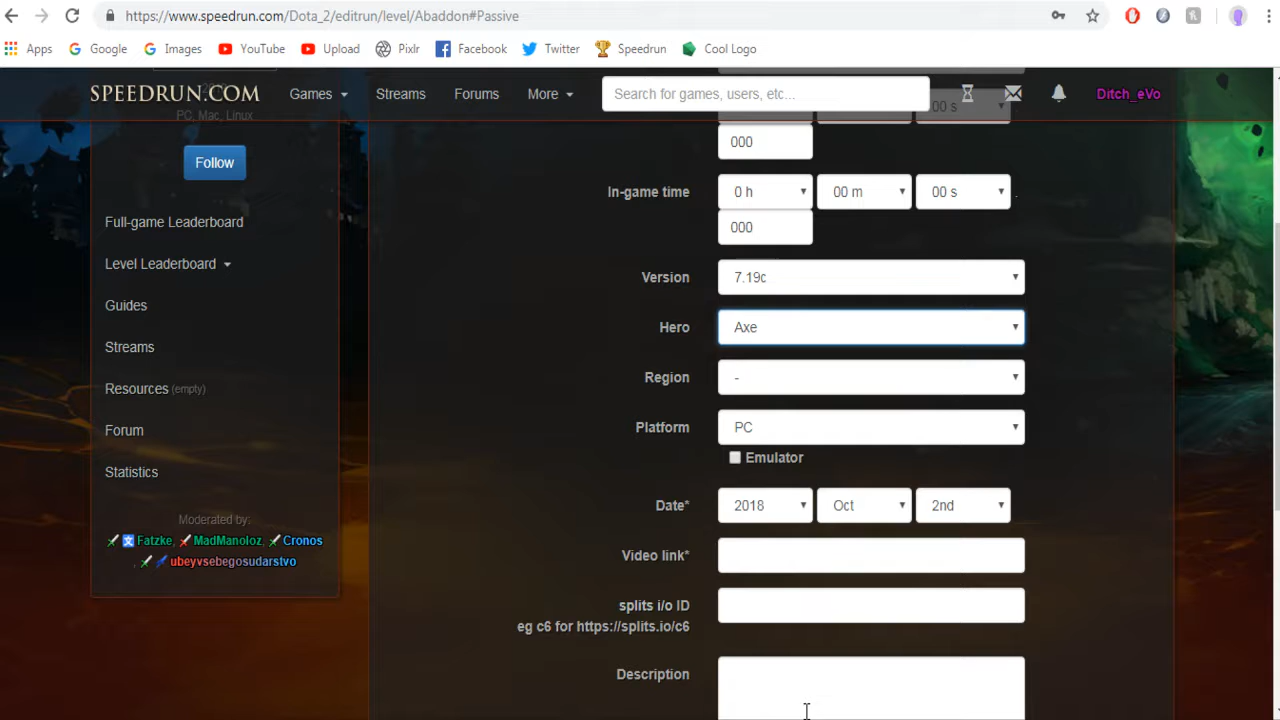 https://www.speedrun.com/Dota_2/editrun/level/Abaddon#Passive
Apps Google Images YouTube Upload Pixlr Facebook Twitter Speedrun Cool Logo
SPEEDRUN.COM Games Streams Forums More Search for games, users, etc... Ditch_eVo
PC, Mac, Linux
Follow
Full-game Leaderboard
Level Leaderboard
Guides
Streams
Resources (empty)
Forum
Statistics
Moderated by:
Fatzke, MadManoloz, Cronos
, ubeyvsebegosudarstvo
00 s
000
In-game time 0 h 00 m 00 s
000
Version 7.19c
Hero Axe
Region -
Platform PC
Emulator
Date* 2018 Oct 2nd
Video link*
splits i/o ID
eg c6 for https://splits.io/c6
Description